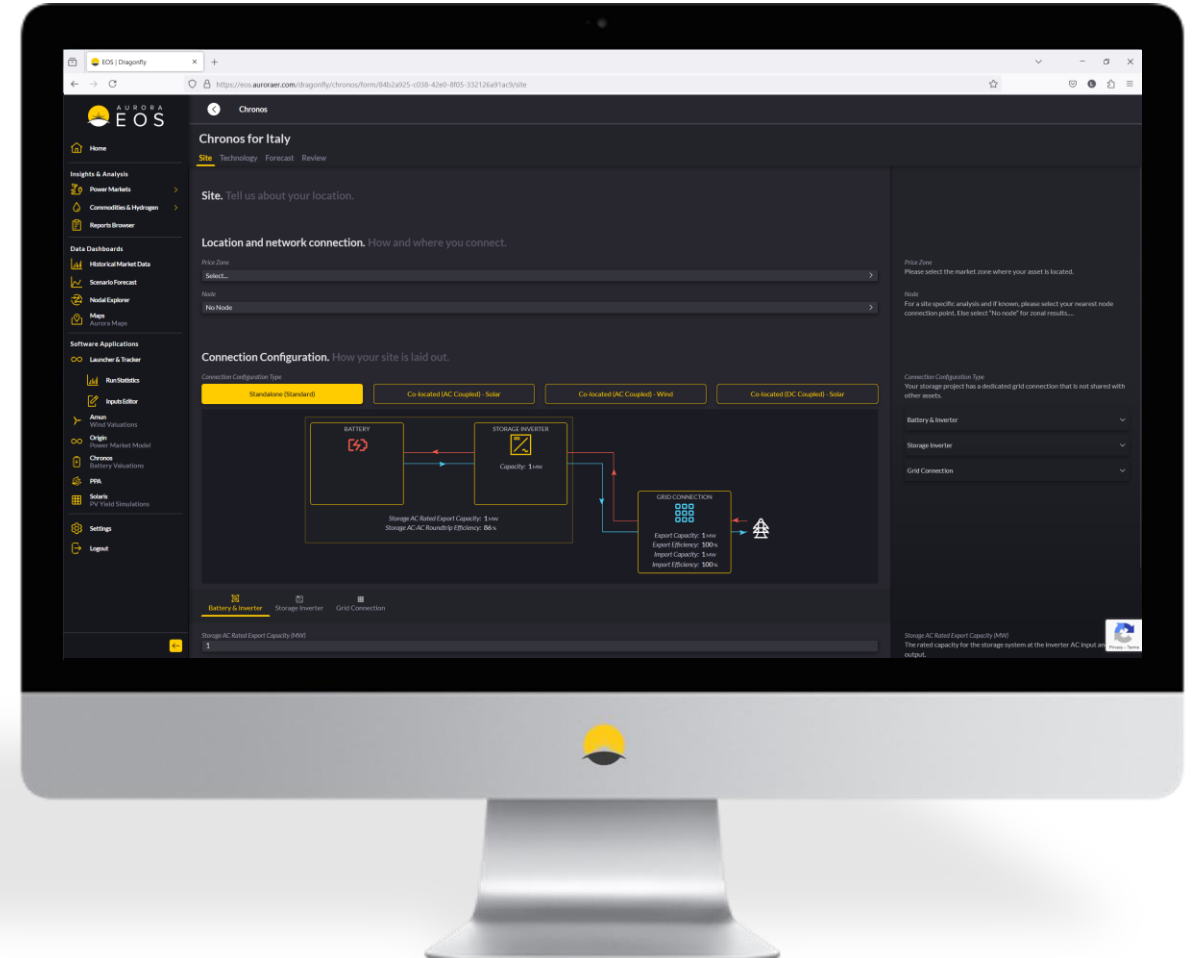 EOS | Dragonfly
https://eos.auroraer.com/dragonfly/chronos/form/84b2a925-c038-42e0-8f05-332126a91ac9/site
AURORA
EOS
Home
Insights & Analysis
Power Markets
Commodities & Hydrogen
Reports Browser
Data Dashboards
Historical Market Data
Scenario Forecast
Nodal Explorer
Maps
Aurora Maps
Software Applications
Launcher & Tracker
Run Statistics
Inputs Editor
Amun
Wind Valuations
Origin
Power Market Model
Chronos
Battery Valuations
PPA
Solaris
PV Yield Simulations
Settings
Logout
Chronos
Chronos for Italy
Site Technology Forecast Review
Site. Tell us about your location.
Location and network connection. How and where you connect.
Price Zone
Select...
Node
No Node
Price Zone
Please select the market zone where your asset is located.
Node
For a site specific analysis and if known, please select your nearest node
connection point. Else select "No node" for zonal results....
Connection Configuration. How your site is laid out.
Connection Configuration Type
Standalone (Standard) Co-located (AC Coupled) - Solar Co-located (AC Coupled) - Wind Co-located (DC Coupled) - Solar
BATTERY
STORAGE INVERTER
Capacity: 1 MW
Storage AC Rated Export Capacity: 1 MW
Storage AC-AC Roundtrip Efficiency: 86 %
GRID CONNECTION
Export Capacity: 1 MW
Export Efficiency: 100 %
Import Capacity: 1 MW
Import Efficiency: 100 %
Connection Configuration Type
Your storage project has a dedicated grid connection that is not shared with
other assets.
Battery & Inverter
Storage Inverter
Grid Connection
Battery & Inverter Storage Inverter Grid Connection
Storage AC Rated Export Capacity (MW)
1
Storage AC Rated Export Capacity (MW)
The rated capacity for the storage system at the inverter AC input an
output.
Privacy - Terms